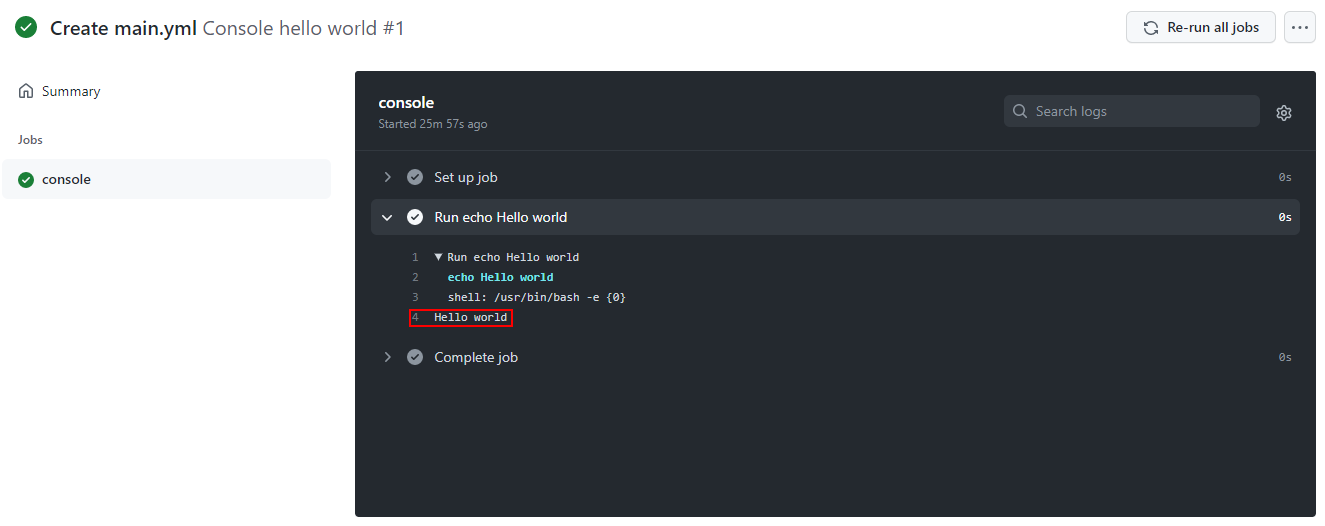 Create main.yml Console hello world #1
Re-run all jobs
Summary
Jobs
console
console
Started 25m 57s ago
Search logs
Set up job 0s
Run echo Hello world 0s
1 Run echo Hello world
2 echo Hello world
3 shell: /usr/bin/bash -e {0}
4 Hello world
Complete job 0s